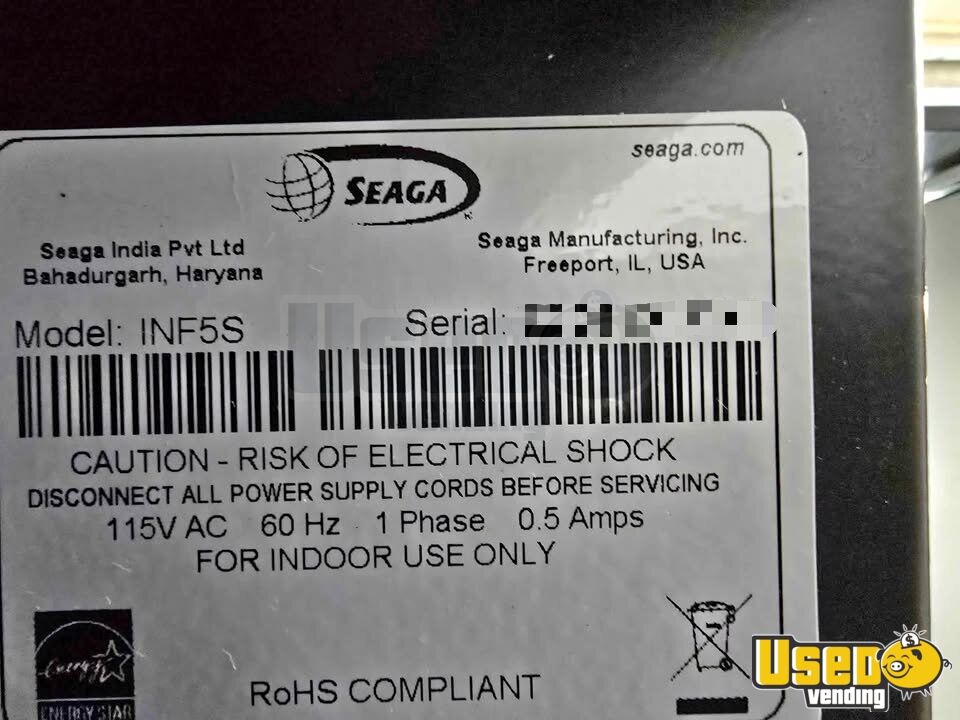 seaga.com
SEAGA
Seaga India Pvt Ltd
Bahadurgarh, Haryana
Seaga Manufacturing, Inc.
Freeport, IL, USA
Model: INF5S
Serial:
CAUTION - RISK OF ELECTRICAL SHOCK
DISCONNECT ALL POWER SUPPLY CORDS BEFORE SERVICING
115V AC 60 Hz 1 Phase 0.5 Amps
FOR INDOOR USE ONLY
energy
ENERGY STAR
RoHS COMPLIANT
USED
vending